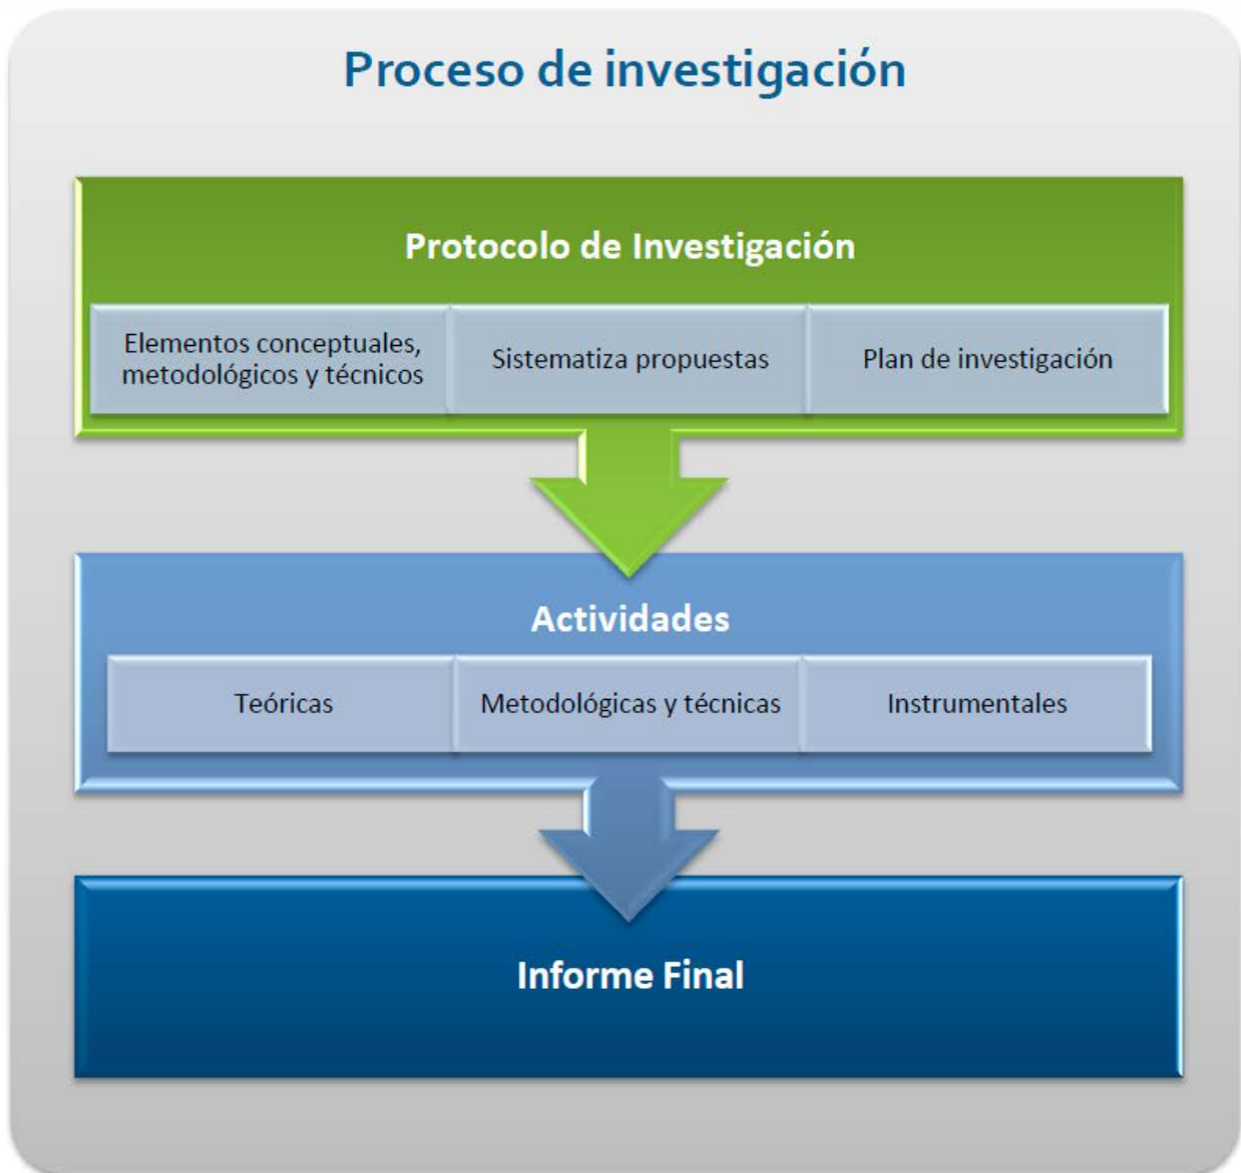 Proceso de investigación
Protocolo de Investigación
Elementos conceptuales,
metodológicos y técnicos
Sistematiza propuestas
Plan de investigación
Actividades
Teóricas
Metodológicas y técnicas
Instrumentales
Informe Final